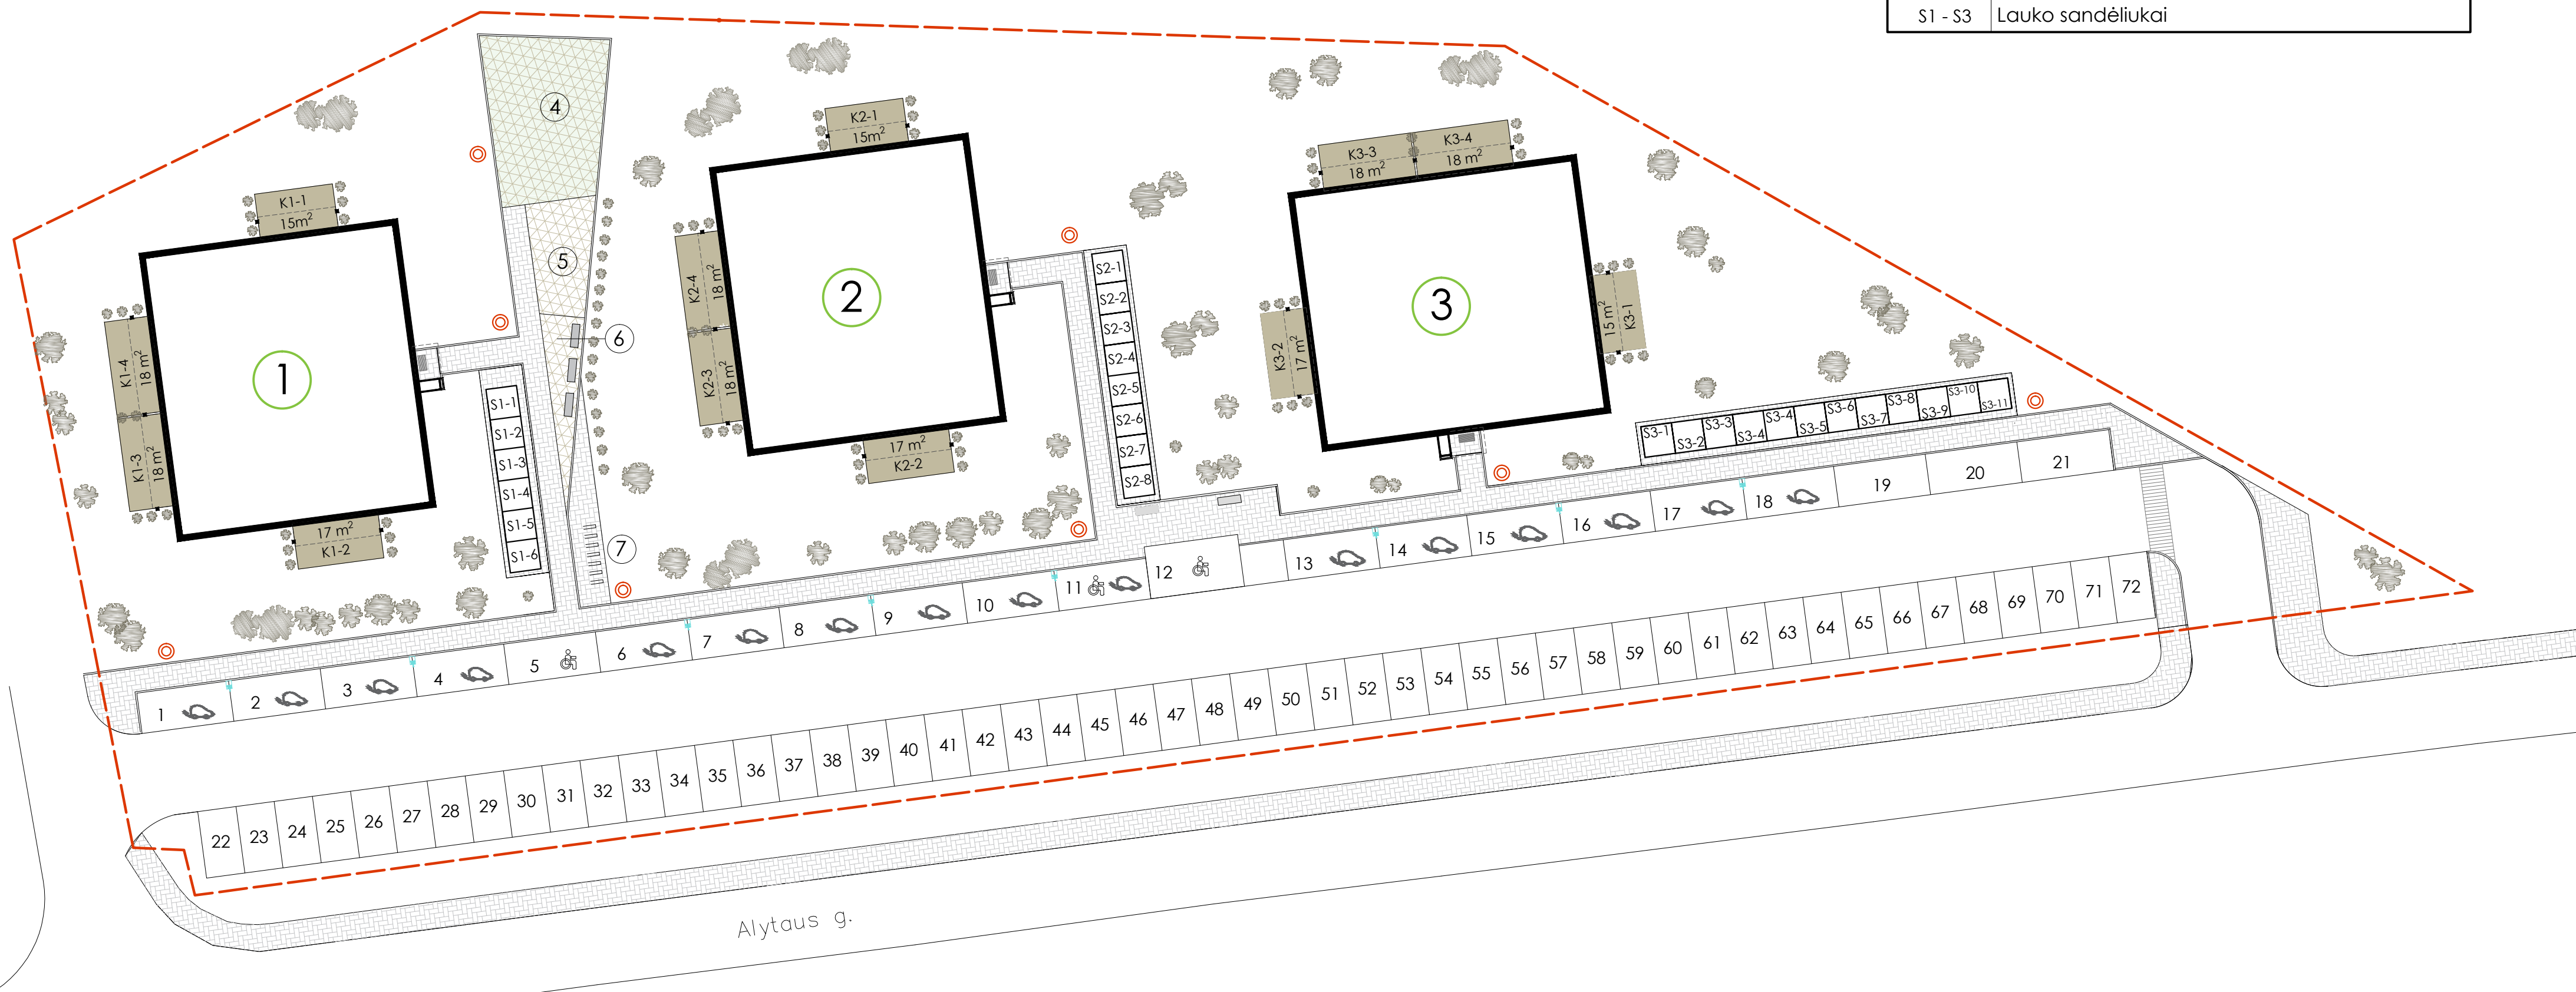 S1 - S3 Lauko sandėliukai
4
5
6
7
1
2
3
K1-1
15m²
K1-4
18 m²
K1-3
18 m²
17 m²
K1-2
K2-1
15m²
K2-4
18 m²
K2-3
18 m²
17 m²
K2-2
K3-3
18 m²
K3-4
18 m²
K3-2
17 m²
15 m²
K3-1
S1-1
S1-2
S1-3
S1-4
S1-5
S1-6
S2-1
S2-2
S2-3
S2-4
S2-5
S2-6
S2-7
S2-8
S3-1
S3-2
S3-3
S3-4
S3-4
S3-5
S3-6
S3-7
S3-8
S3-9
S3-10
S3-11
1
2
3
4
5
6
7
8
9
10
11
12
13
14
15
16
17
18
19
20
21
22
23
24
25
26
27
28
29
30
31
32
33
34
35
36
37
38
39
40
41
42
43
44
45
46
47
48
49
50
51
52
53
54
55
56
57
58
59
60
61
62
63
64
65
66
67
68
69
70
71
72
Alytaus g.